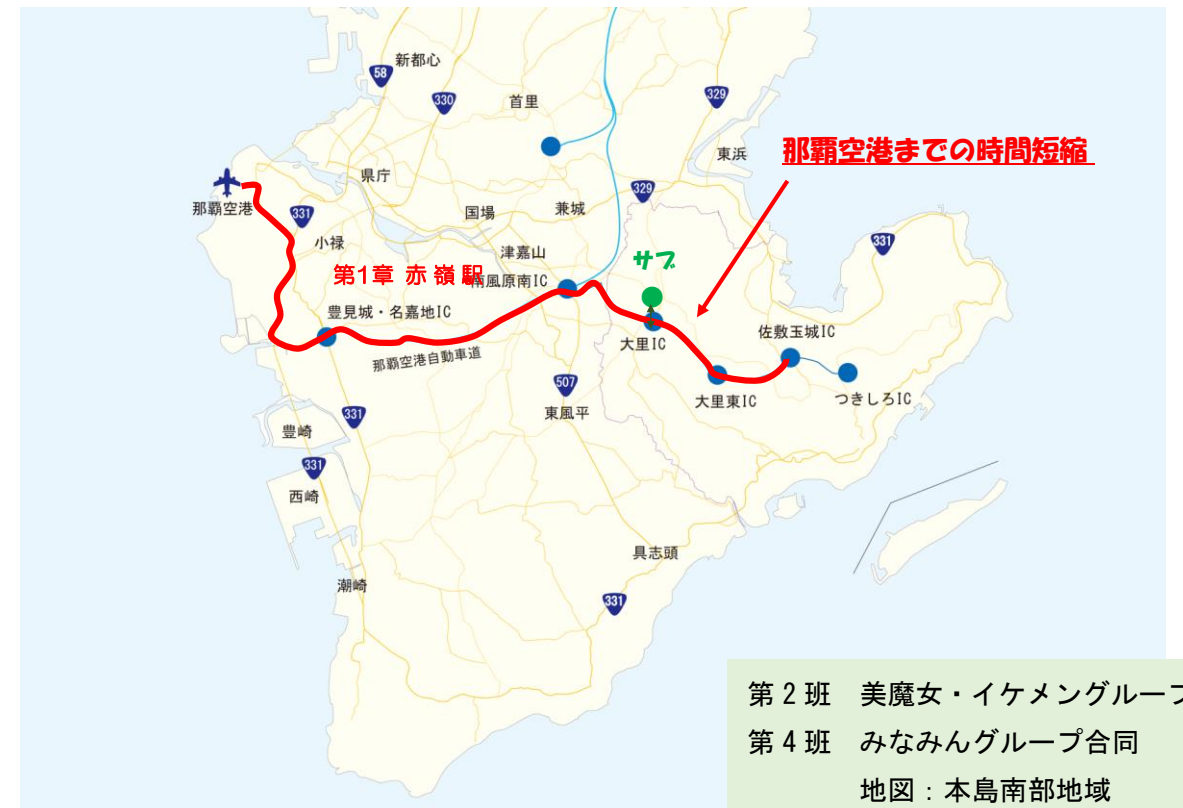 新都心
58
330
首里
329
東浜
那覇空港までの時間短縮
県庁
329
那覇空港
331
国場
兼城
331
小禄
津嘉山
サブ
第1章 赤嶺駅
南風原南IC
豊見城・名嘉地IC
佐敷玉城IC
大里IC
那覇空港自動車道
507
大里東IC
つきしろIC
331
東風平
豊崎
331
西崎
具志頭
潮崎
331
第2班 美魔女・イケメングループ
第4班 みなみんグループ合同
地図：本島南部地域